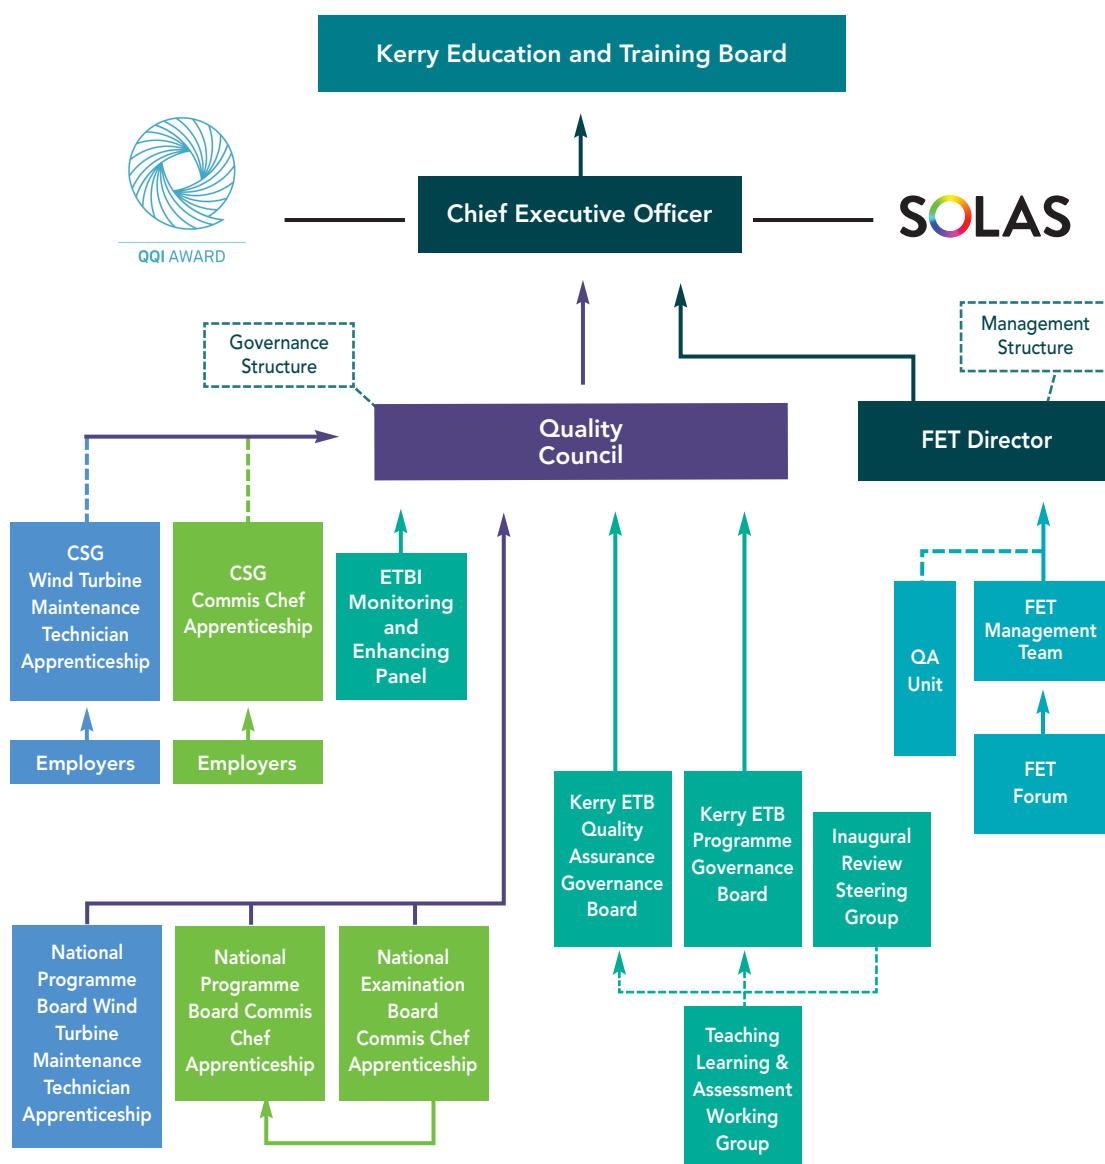 Kerry Education and Training Board
QQI AWARD
Chief Executive Officer
SOLAS
Governance
Structure
Management
Structure
Quality
Council
FET Director
CSG
Wind Turbine
Maintenance
Technician
Apprenticeship
CSG
Commis Chef
Apprenticeship
ETBI
Monitoring
and
Enhancing
Panel
QA
Unit
FET
Management
Team
Employers
Employers
FET
Forum
Kerry ETB
Quality
Assurance
Governance
Board
Kerry ETB
Programme
Governance
Board
Inaugural
Review
Steering
Group
National
Programme
Board Wind
Turbine
Maintenance
Technician
Apprenticeship
National
Programme
Board Commis
Chef
Apprenticeship
National
Examination
Board
Commis Chef
Apprenticeship
Teaching
Learning &
Assessment
Working
Group